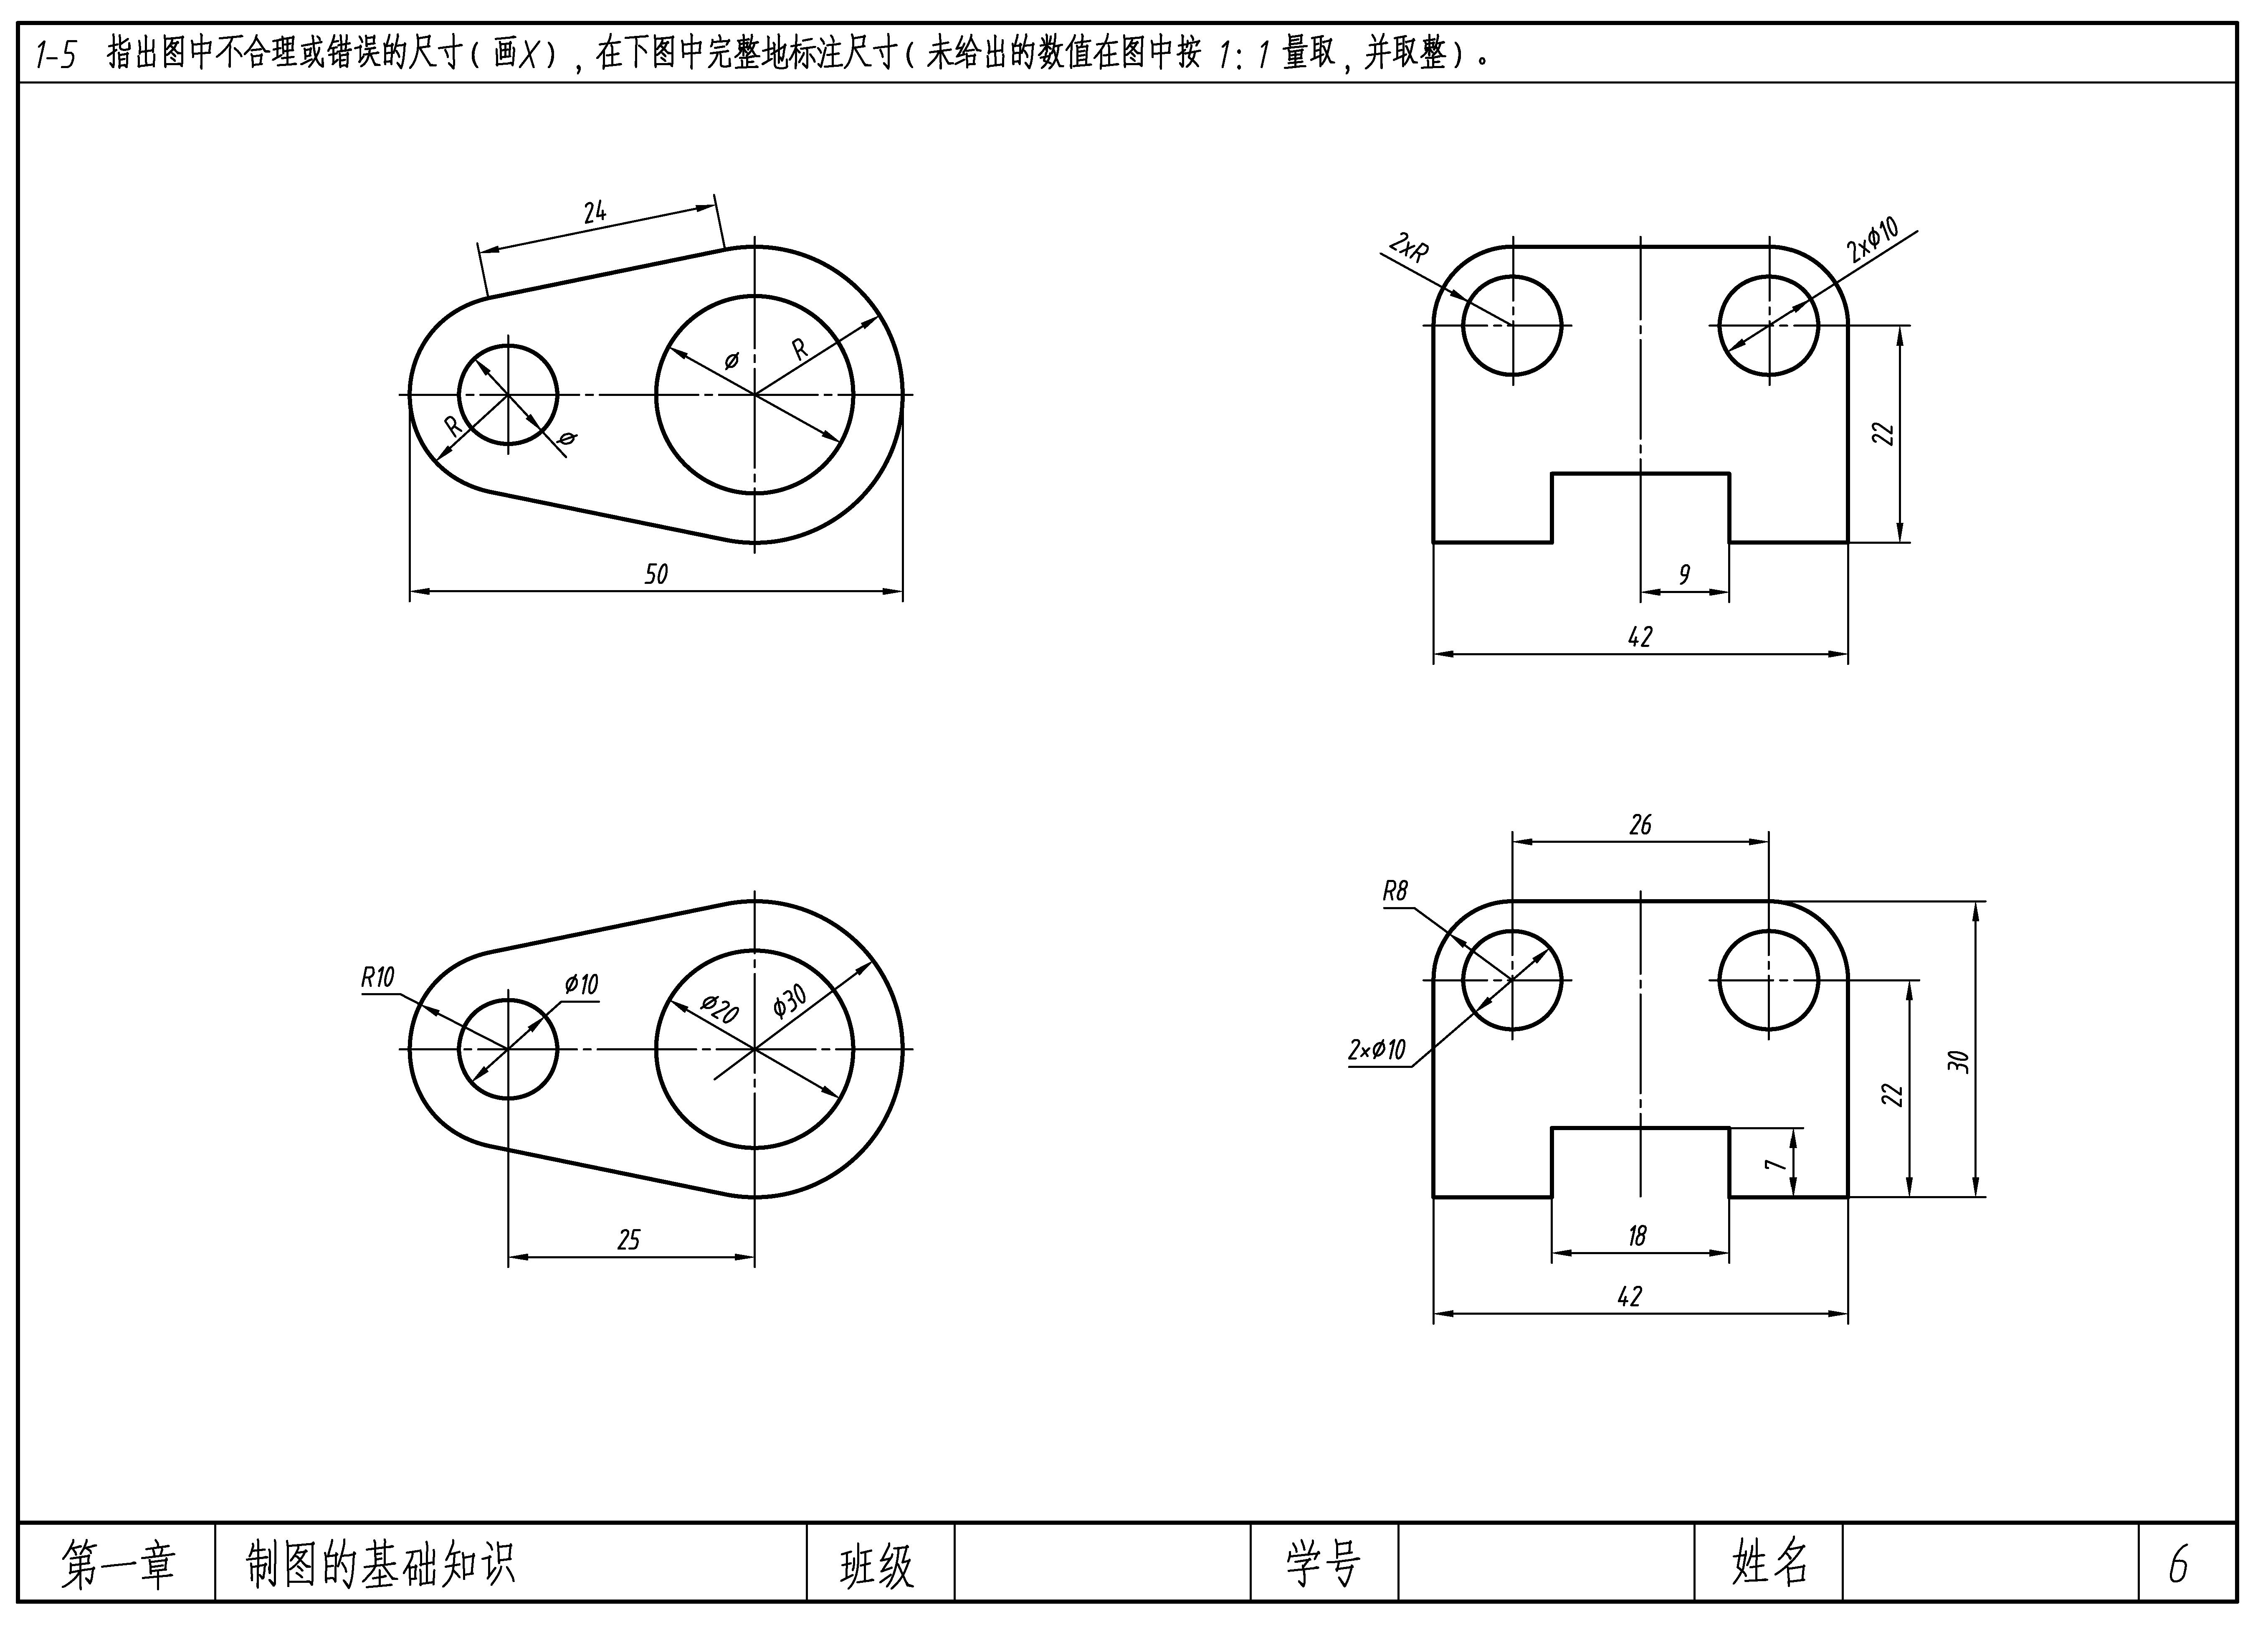 1-5 指出图中不合理或错误的尺寸(画X),在下图中完整地标注尺寸(未给出的数值在图中按 1:1 量取,并取整)。
24
R
ø
ø
R
50
2xR
2xø10
22
9
42
R10
ø10
ø20
ø30
25
26
R8
2×ø10
30
22
7
18
42
第一章 制图的基础知识 班级 学号 姓名 6